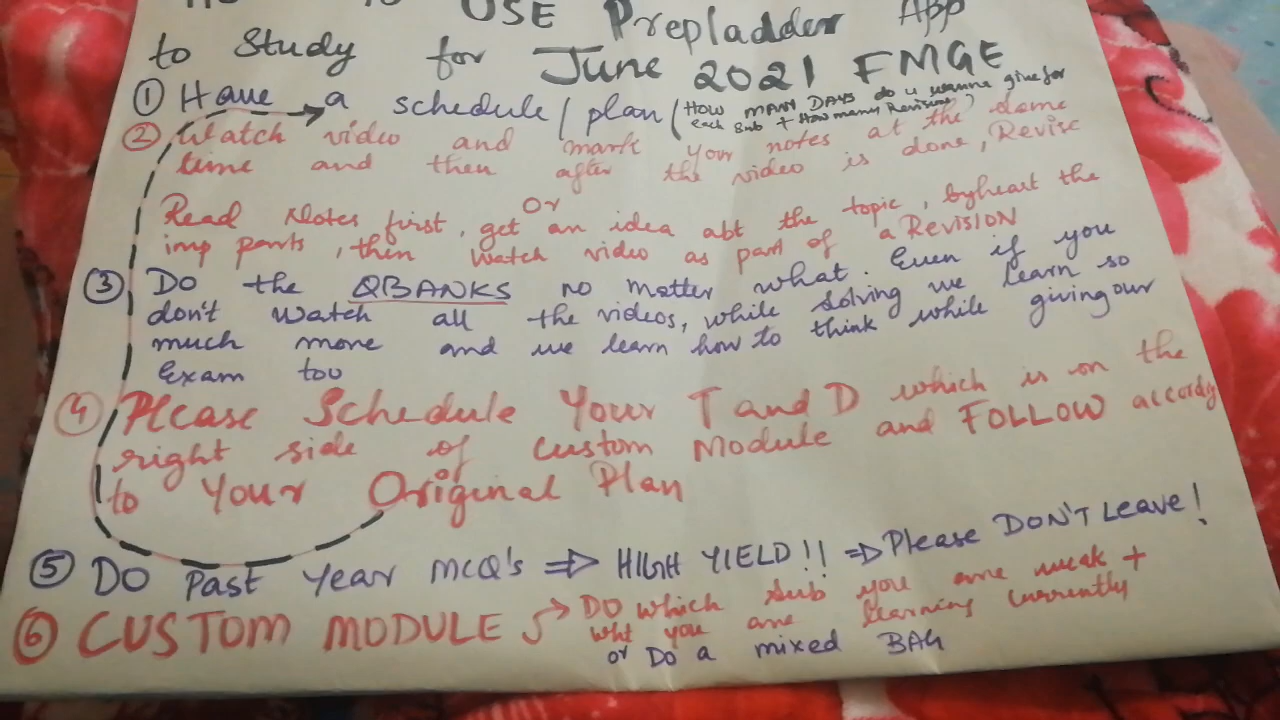 How to USE Prepladder App
to Study for June 2021 FMGE
① Have a schedule / plan (HOW MANY DAYS do u wanna give for
each sub + How many Revisions)
② Watch video and mark your notes at the same
time and then after the video is done, Revise
Or
Read Notes first, get an idea abt the topic, byheart the
imp parts, then watch video as part of a Revision
③ Do the QBANKS no matter what. Even if you
don't watch all the videos, while solving we learn so
much more and we learn how to think while giving our
Exam too
④ Please Schedule Your T and D which is on the
right side of Custom Module and FOLLOW accordg
to Your or Original Plan
⑤ DO Past Year MCQ's ⇒ HIGH YIELD!! ⇒ Please DON'T Leave!
⑥ CUSTOM MODULE → DO which sub you are weak +
wht you are learning currently
or Do a mixed BAG